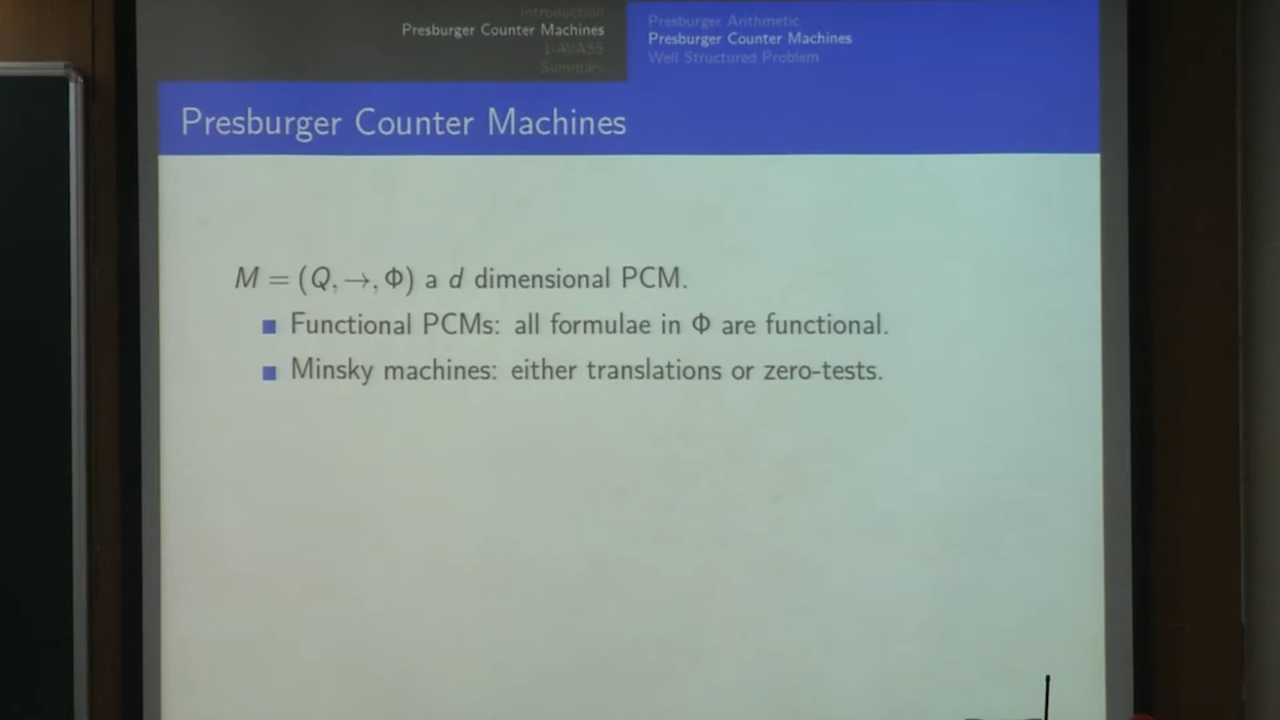 Introduction
Presburger Counter Machines
1-AVASS
Summary
Presburger Arithmetic
Presburger Counter Machines
Well Structured Problem
Presburger Counter Machines
M = (Q, →, Φ) a d dimensional PCM.
Functional PCMs: all formulae in Φ are functional.
Minsky machines: either translations or zero-tests.